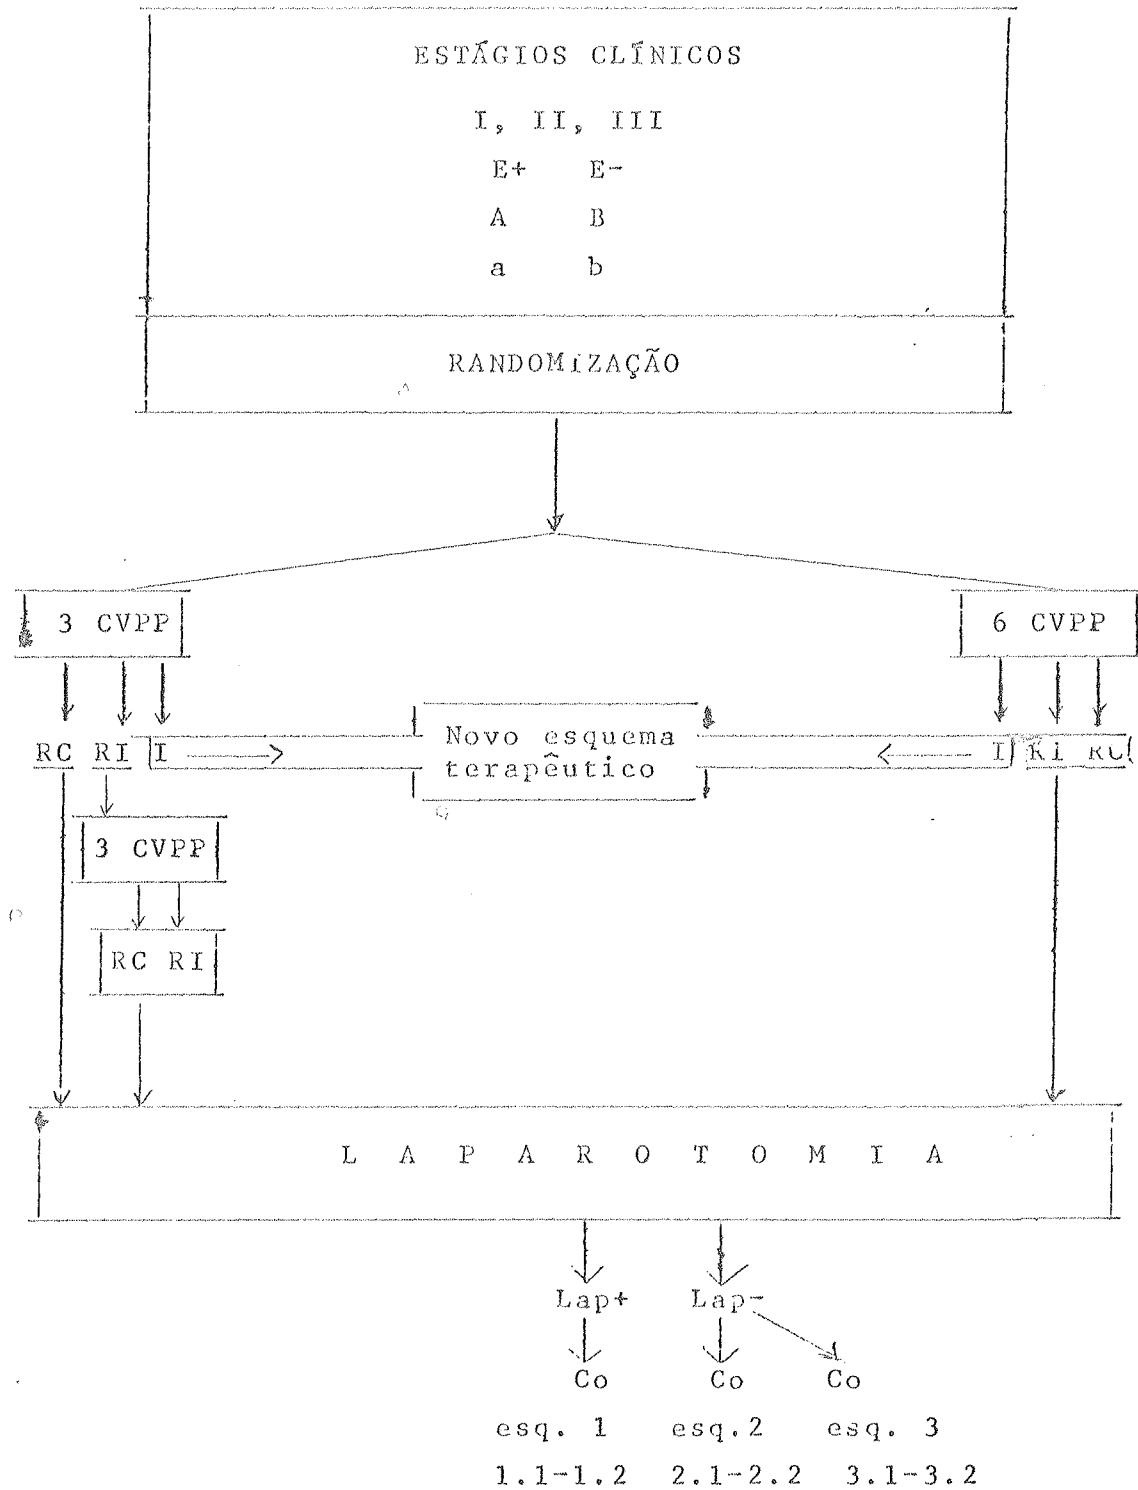 ESTÁGIOS CLÍNICOS
I, II, III
E+ E-
A B
a b
RANDOMIZAÇÃO
3 CVPP
6 CVPP
RC RI I
Novo esquema
terapêutico
I RI RC
3 CVPP
RC RI
L A P A R O T O M I A
Lap+ Lap-
Co Co Co
esq. 1 esq.2 esq. 3
1.1-1.2 2.1-2.2 3.1-3.2